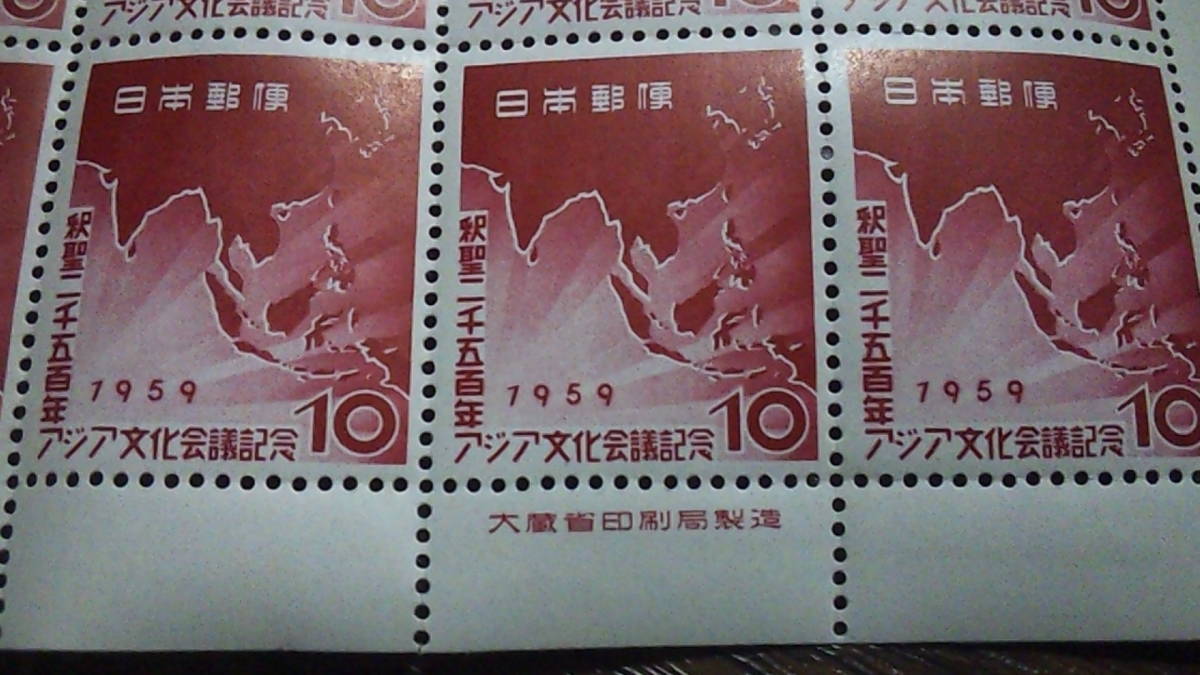 アジア文化会議記念
アジア文化会議記念 10
アジア文化会議記念 10
日本郵便
釈聖二千五百年
1959
10
アジア文化会議記念
日本郵便
釈聖二千五百年
1959
10
アジア文化会議記念
日本郵便
釈聖二千五百年
1959
10
アジア文化会議記念
大蔵省印刷局製造